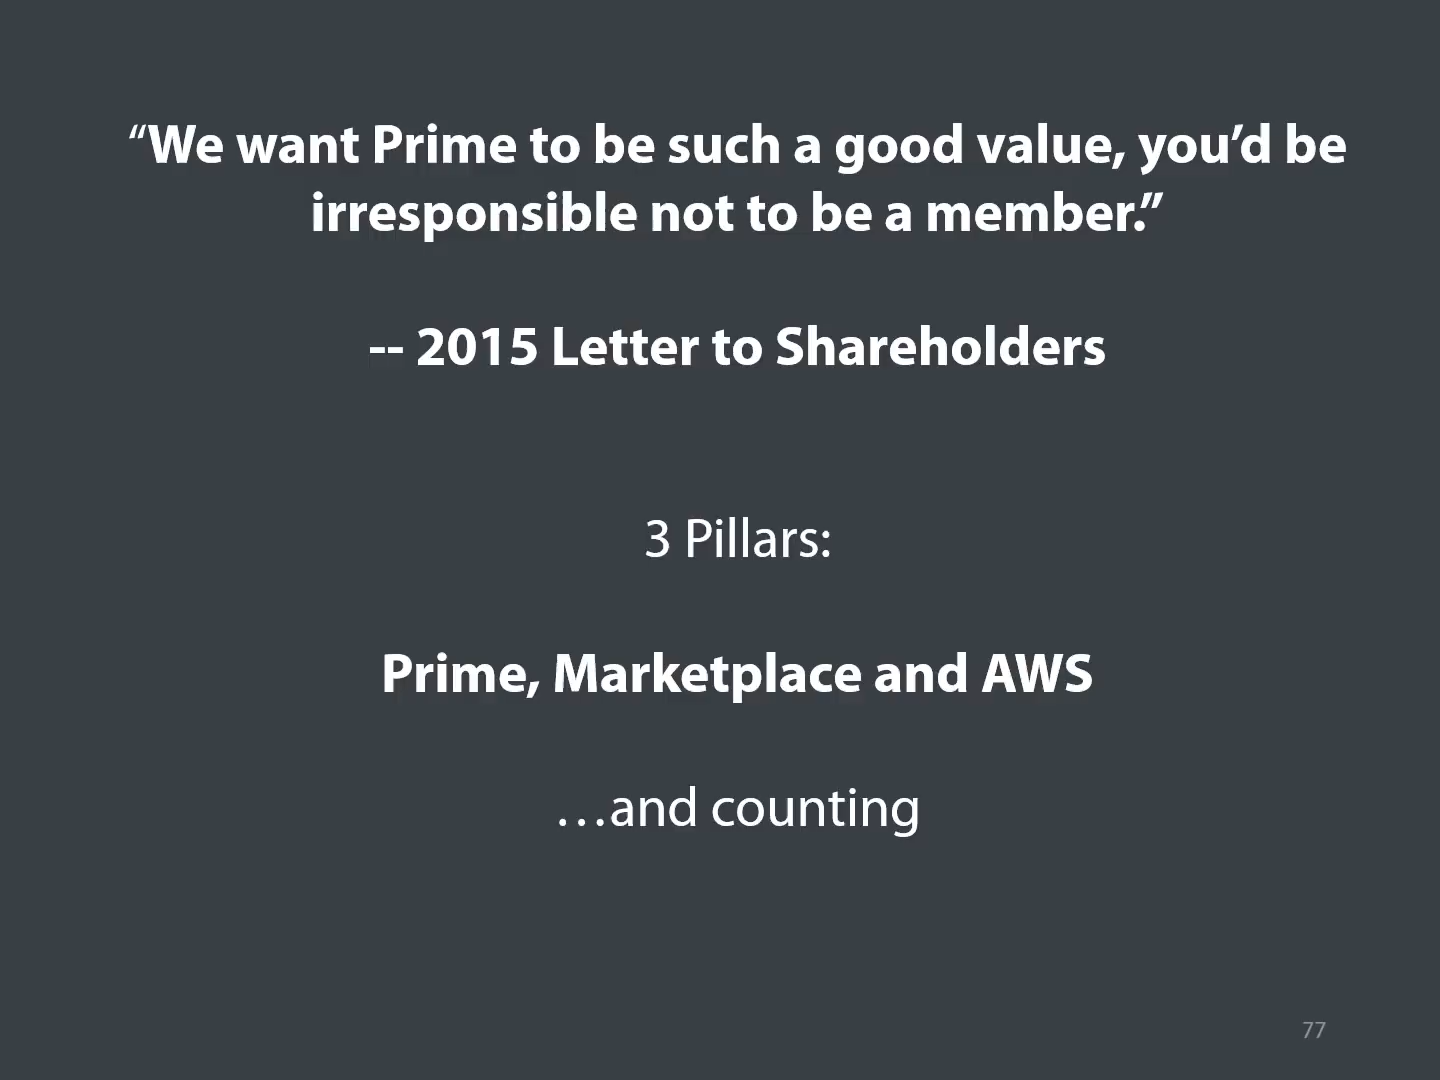 “We want Prime to be such a good value, you’d be
irresponsible not to be a member.”
-- 2015 Letter to Shareholders
3 Pillars:
Prime, Marketplace and AWS
…and counting
77